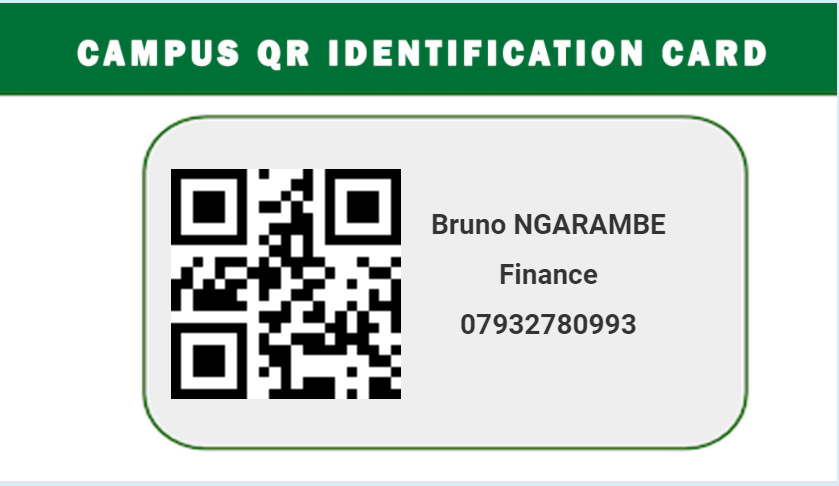 CAMPUS QR IDENTIFICATION CARD
Bruno NGARAMBE
Finance
07932780993